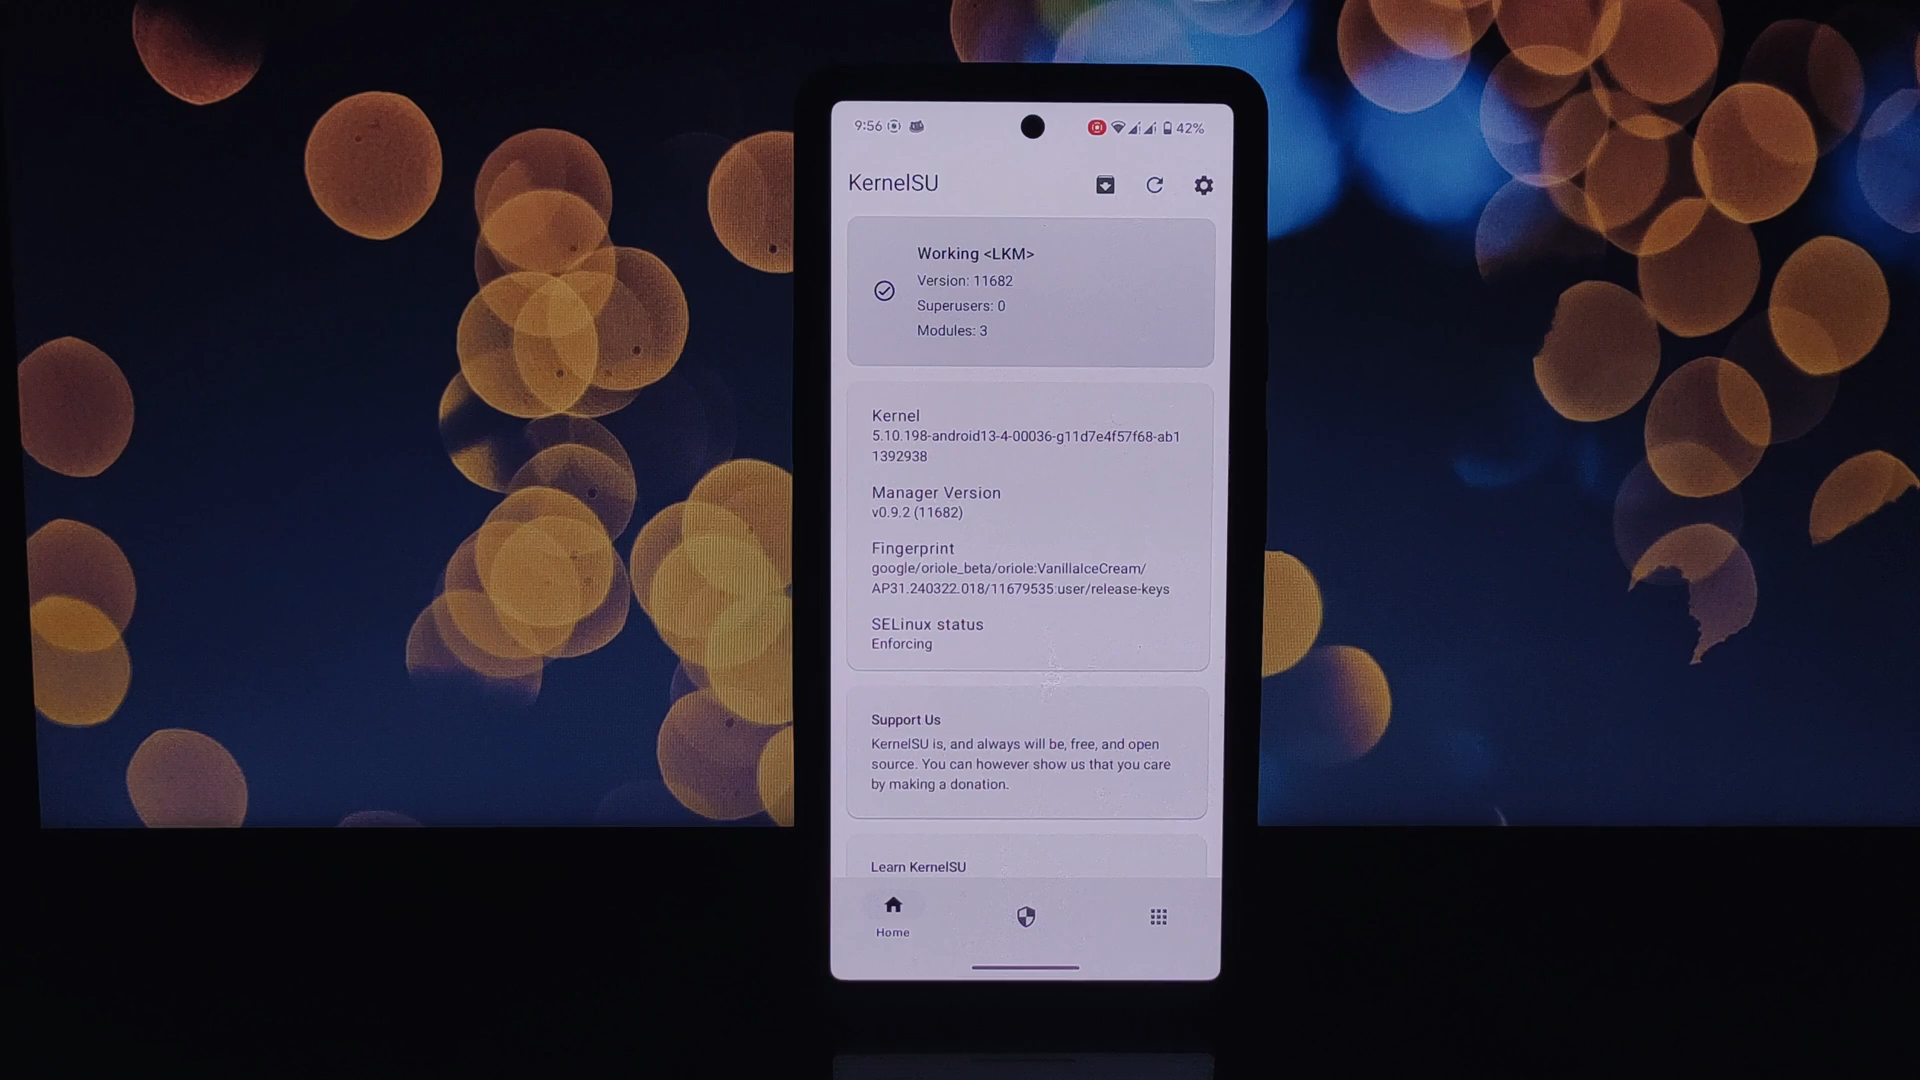 9:56
42%
KernelSU
Working <LKM>
Version: 11682
Superusers: 0
Modules: 3
Kernel
5.10.198-android13-4-00036-g11d7e4f57f68-ab1
1392938
Manager Version
v0.9.2 (11682)
Fingerprint
google/oriole_beta/oriole:VanillaIceCream/
AP31.240322.018/11679535:user/release-keys
SELinux status
Enforcing
Support Us
KernelSU is, and always will be, free, and open
source. You can however show us that you care
by making a donation.
Learn KernelSU
Home